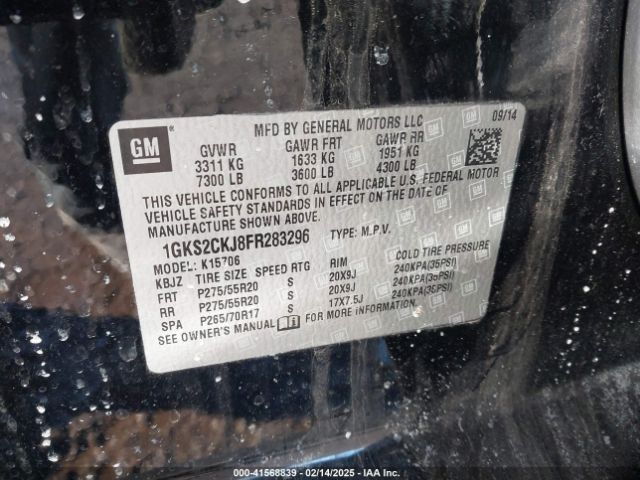 MFD BY GENERAL MOTORS LLC 09/14
GM ® GVWR GAWR FRT GAWR RR
3311 KG 1633 KG 1951 KG
7300 LB 3600 LB 4300 LB
THIS VEHICLE CONFORMS TO ALL APPLICABLE U.S. FEDERAL MOTOR
VEHICLE SAFETY STANDARDS IN EFFECT ON THE DATE OF
MANUFACTURE SHOWN ABOVE.
1GKS2CKJ8FR283296 TYPE: M.P.V.
MODEL: K15706
KBJZ TIRE SIZE SPEED RTG RIM COLD TIRE PRESSURE
FRT P275/55R20 S 20X9J 240KPA(35PSI)
RR P275/55R20 S 20X9J 240KPA(35PSI)
SPA P265/70R17 S 17X7.5J 240KPA(35PSI)
SEE OWNER'S MANUAL FOR MORE INFORMATION.
0-41568839 - 02/14/2025 - IAA Inc.